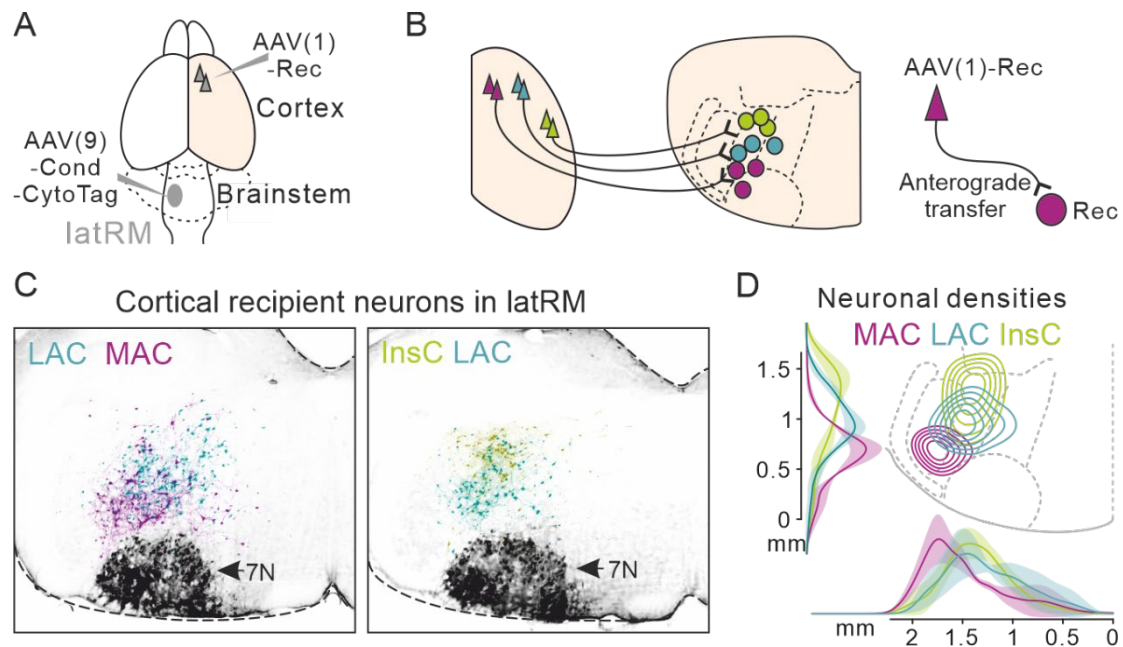 A
AAV(1)
-Rec
Cortex
AAV(9)
-Cond
-CytoTag
Brainstem
latRM
B
AAV(1)-Rec
Anterograde
transfer
Rec
C
Cortical recipient neurons in latRM
LAC MAC
7N
InsC LAC
7N
D
Neuronal densities
MAC LAC InsC
1.5
1
0.5
0
mm
mm
2 1.5 1 0.5 0